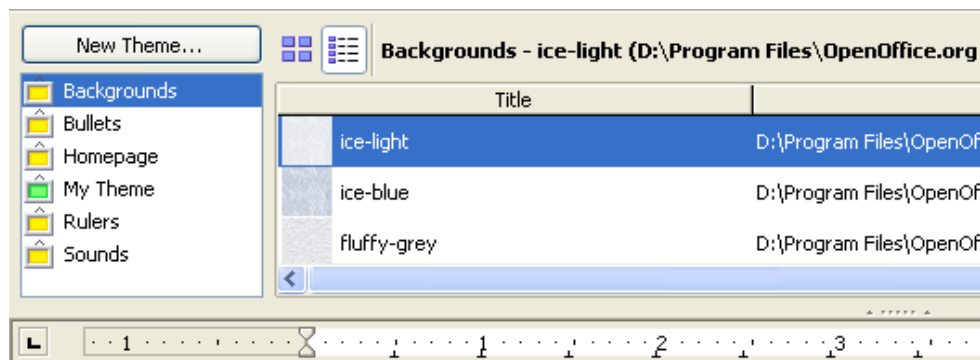 New Theme...
Backgrounds
Bullets
Homepage
My Theme
Rulers
Sounds
Backgrounds - ice-light (D:\Program Files\OpenOffice.org
Title
ice-light D:\Program Files\OpenOf
ice-blue D:\Program Files\OpenOf
fluffy-grey D:\Program Files\OpenOf
1 1 2 3